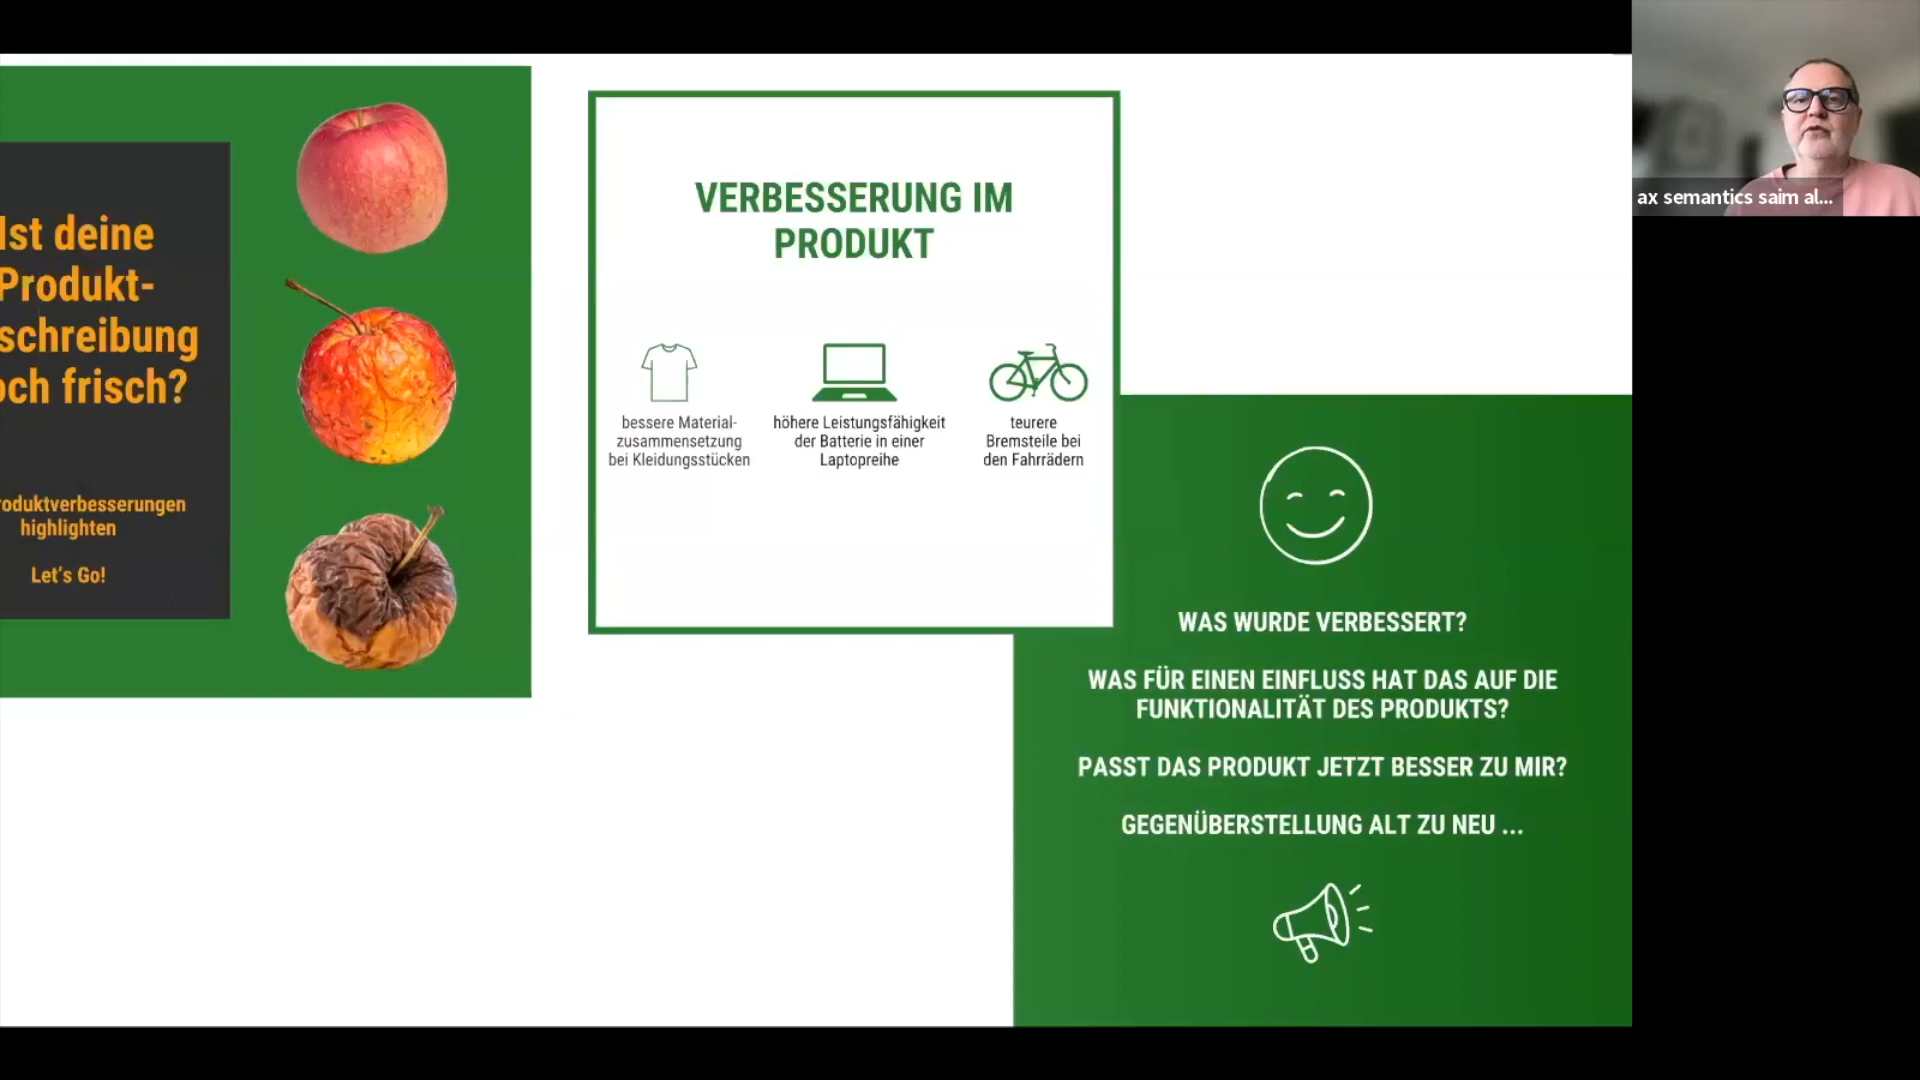 Ist deine
Produkt-
schreibung
och frisch?
roduktverbesserungen
highlighten
Let's Go!
VERBESSERUNG IM
PRODUKT
bessere Material-
zusammensetzung
bei Kleidungsstücken
höhere Leistungsfähigkeit
der Batterie in einer
Laptopreihe
teurere
Bremsteile bei
den Fahrrädern
WAS WURDE VERBESSERT?
WAS FÜR EINEN EINFLUSS HAT DAS AUF DIE
FUNKTIONALITÄT DES PRODUKTS?
PASST DAS PRODUKT JETZT BESSER ZU MIR?
GEGENÜBERSTELLUNG ALT ZU NEU ...
ax semantics saim al...